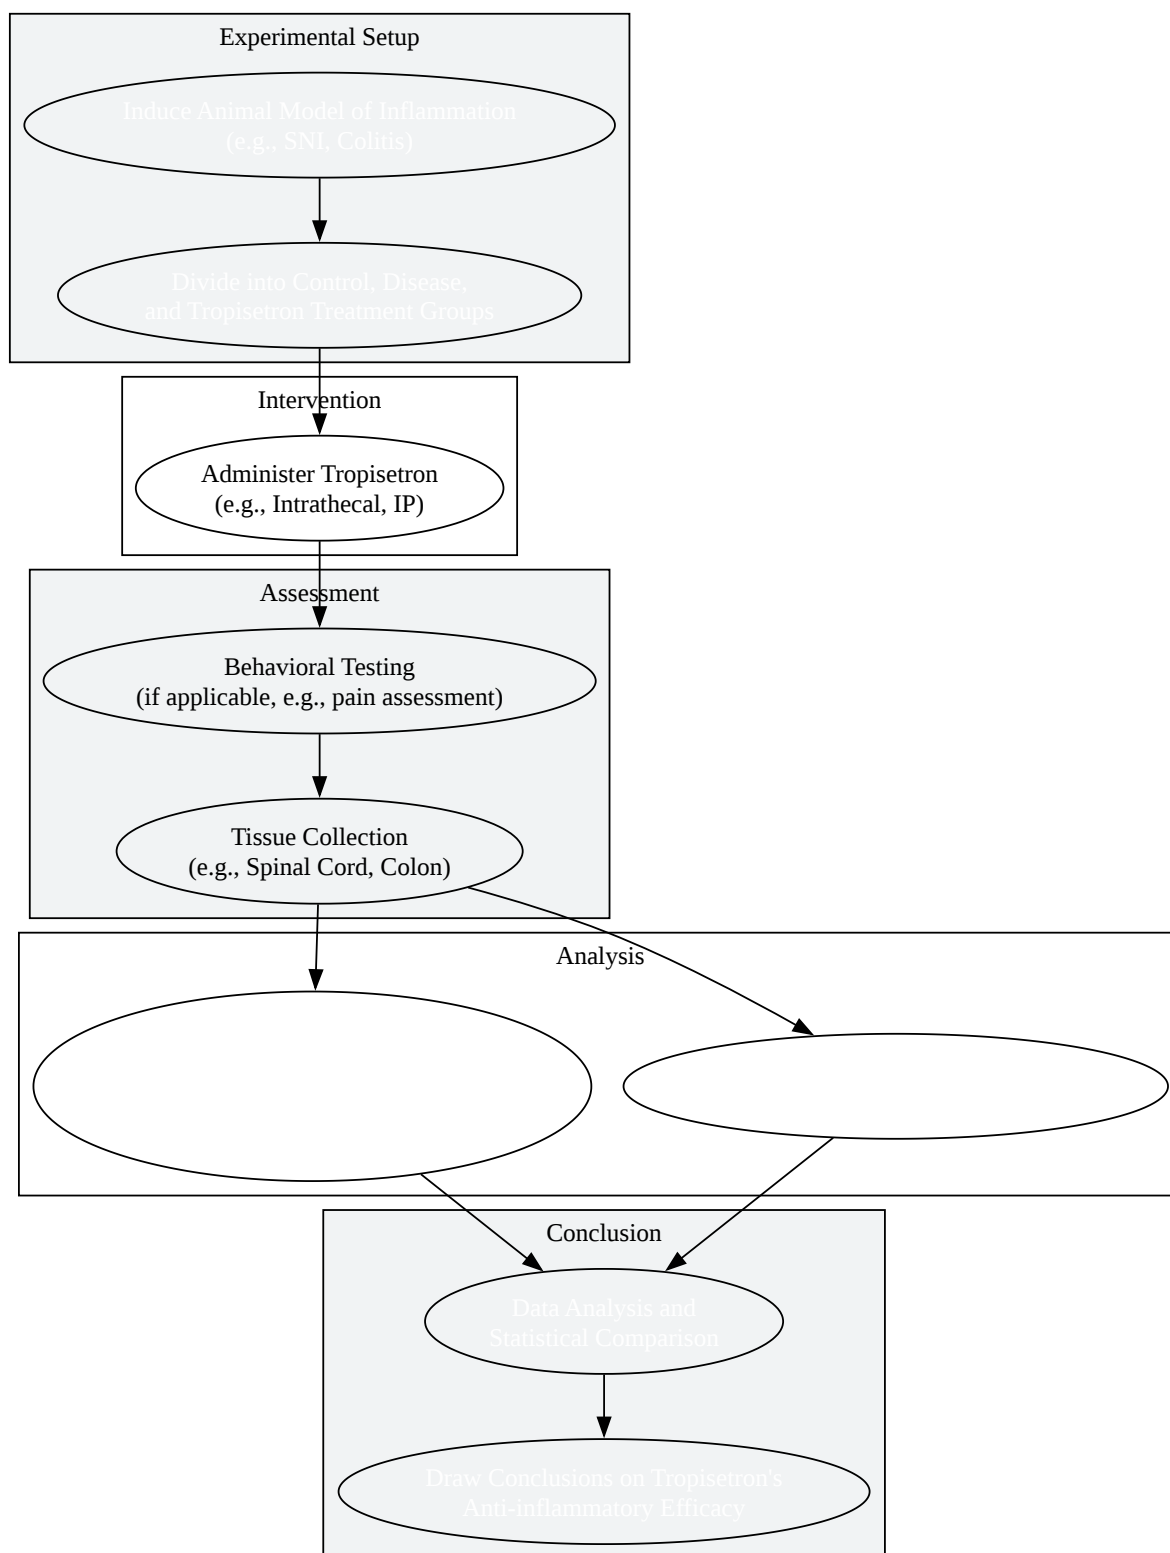 Experimental Setup
Induce Animal Model of Inflammation
(e.g., SNI, Colitis)
Divide into Control, Disease,
and Tropisetron Treatment Groups
Intervention
Administer Tropisetron
(e.g., Intrathecal, IP)
Assessment
Behavioral Testing
(if applicable, e.g., pain assessment)
Tissue Collection
(e.g., Spinal Cord, Colon)
Analysis
Conclusion
Data Analysis and
Statistical Comparison
Draw Conclusions on Tropisetron's
Anti-inflammatory Efficacy